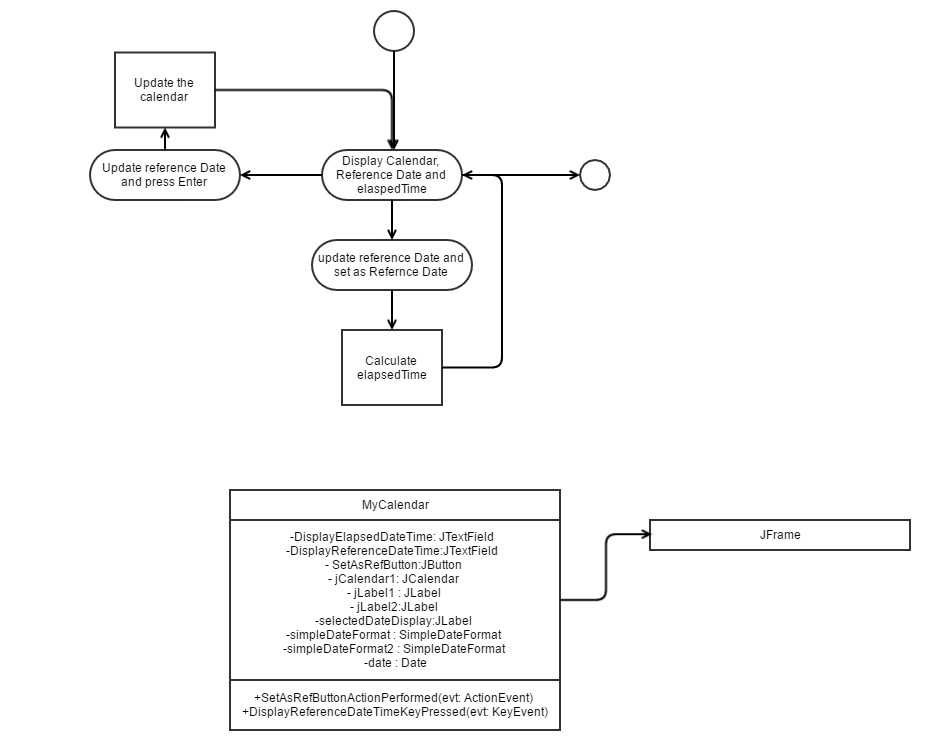 Update the
calendar
Update reference Date
and press Enter
Display Calendar,
Reference Date and
elaspedTime
update reference Date and
set as Refernce Date
Calculate
elapsedTime
MyCalendar
-DisplayElapsedDateTime: JTextField
-DisplayReferenceDateTime:JTextField
- SetAsRefButton:JButton
- jCalendar1: JCalendar
- jLabel1 : JLabel
- jLabel2:JLabel
-selectedDateDisplay:JLabel
-simpleDateFormat : SimpleDateFormat
-simpleDateFormat2 : SimpleDateFormat
-date : Date
+SetAsRefButtonActionPerformed(evt: ActionEvent)
+DisplayReferenceDateTimeKeyPressed(evt: KeyEvent)
JFrame